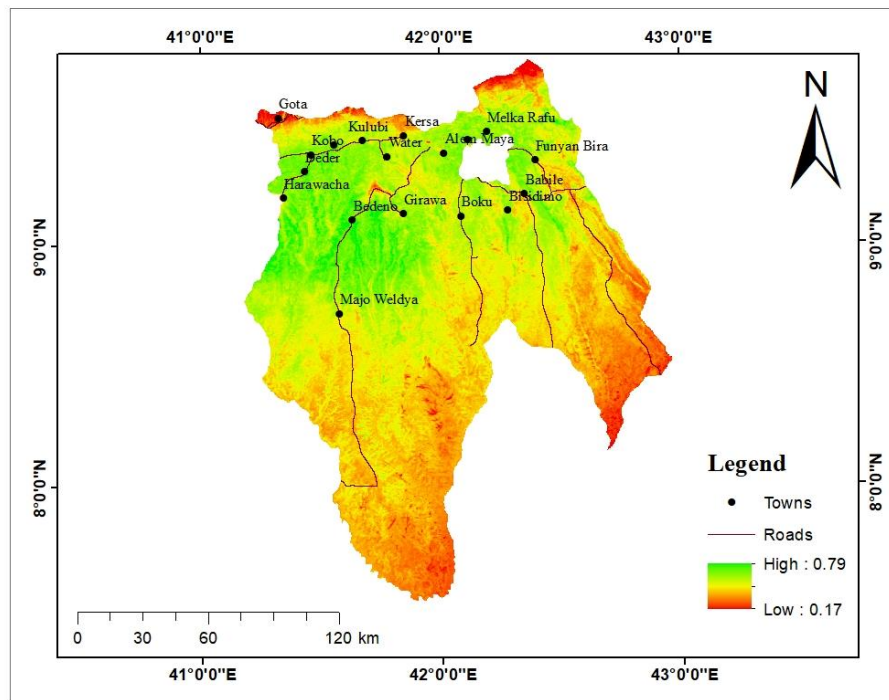 41°0'0"E 42°0'0"E 43°0'0"E
N
Gota
Kersa
Melka Rafu
Kulubi
Kobo
Water
Alem Maya
Funyan Bira
Deder
Harawacha
Babile
Bedeno
Girawa
Boku
Bisidimo
9°0'0"N 9°0'0"N
Majo Weldya
Legend
Towns
8°0'0"N 8°0'0"N
Roads
High : 0.79
Low : 0.17
0 30 60 120 km
41°0'0"E 42°0'0"E 43°0'0"E